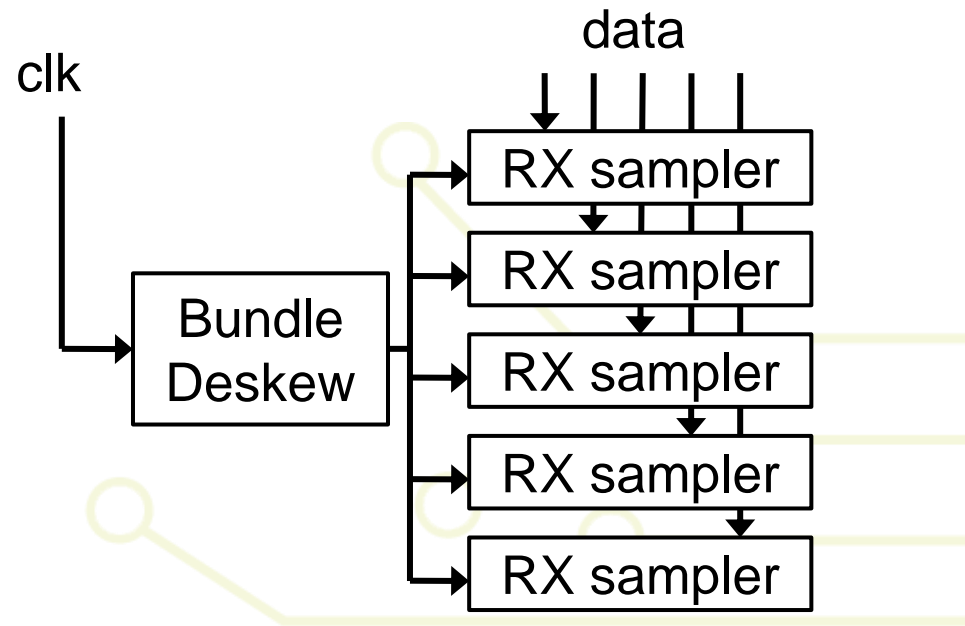 data
clk
RX sampler
RX sampler
Bundle
Deskew
RX sampler
RX sampler
RX sampler